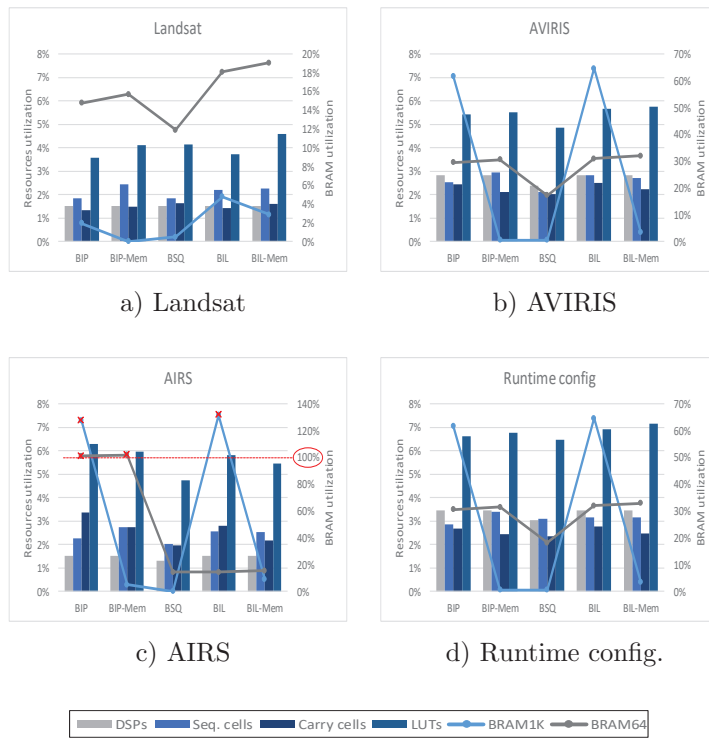 Landsat
AVIRIS
8% 20%
7% 18%
6% 16%
5% 14%
4% 12%
3% 10%
2% 8%
1% 6%
0% 4%
2%
0%
Resources utilization
BRAM utilization
BIP BIP-Mem BSQ BIL BIL-Mem
8% 70%
7% 60%
6% 50%
5% 40%
4% 30%
3% 20%
2% 10%
1% 0%
0%
Resources utilization
BRAM utilization
BIP BIP-Mem BSQ BIL BIL-Mem
a) Landsat
b) AVIRIS
AIRS
Runtime config
8% 140%
7% 120%
6% 100%
5% 80%
4% 60%
3% 40%
2% 20%
1% 0%
0%
Resources utilization
BRAM utilization
BIP BIP-Mem BSQ BIL BIL-Mem
8% 70%
7% 60%
6% 50%
5% 40%
4% 30%
3% 20%
2% 10%
1% 0%
0%
Resources utilization
BRAM utilization
BIP BIP-Mem BSQ BIL BIL-Mem
c) AIRS
d) Runtime config.
DSPs Seq. cells Carry cells LUTs BRAM1K BRAM64